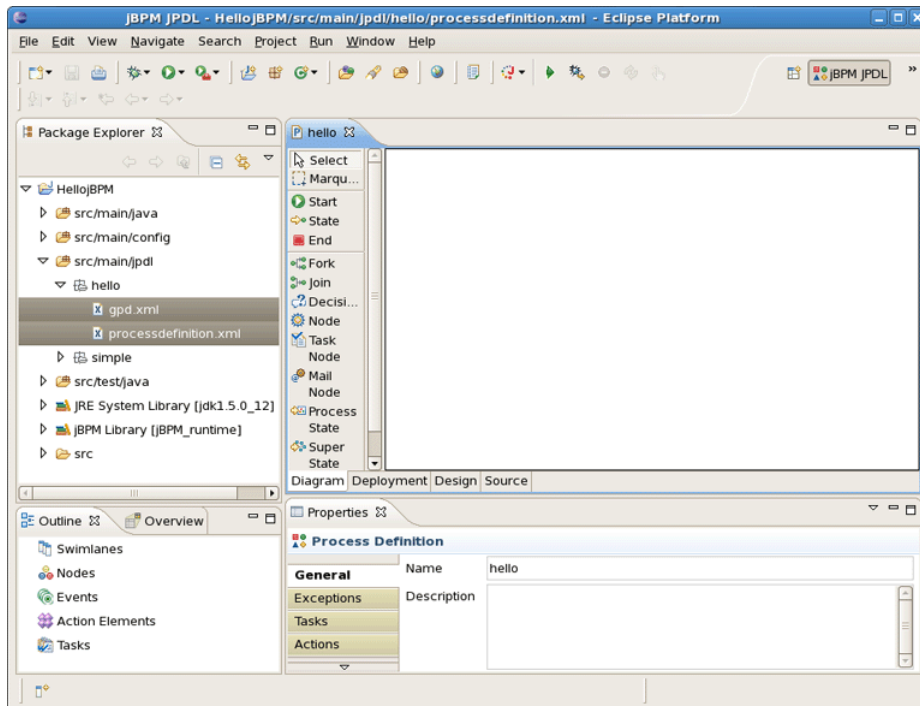 jBPM JPDL - HellojBPM/src/main/jpdl/hello/processdefinition.xml - Eclipse Platform
File Edit View Navigate Search Project Run Window Help
jBPM JPDL
»
Package Explorer
HellojBPM
src/main/java
src/main/config
src/main/jpdl
hello
gpd.xml
processdefinition.xml
simple
src/test/java
JRE System Library [jdk1.5.0_12]
jBPM Library [jBPM_runtime]
src
hello
Select
Marqu...
Start
State
End
Fork
Join
Decisi...
Node
Task
Node
Mail
Node
Process
State
Super
State
Diagram Deployment Design Source
Outline Overview
Swimlanes
Nodes
Events
Action Elements
Tasks
Properties
Process Definition
General
Exceptions
Tasks
Actions
Name hello
Description